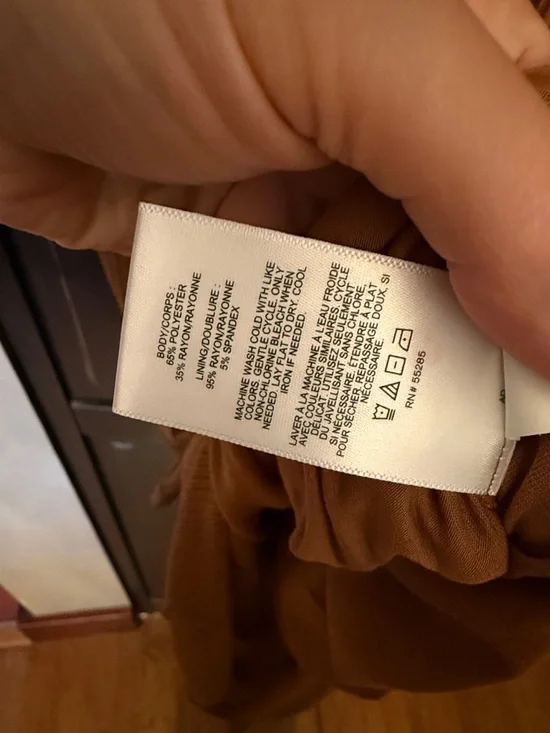 BODY/CORPS :
65% POLYESTER
35% RAYON/RAYONNE
LINING/DOUBLURE :
95% RAYON/RAYONNE
5% SPANDEX
MACHINE WASH COLD WITH LIKE
COLORS, GENTLE CYCLE. ONLY
NON-CHLORINE BLEACH WHEN
NEEDED. LAY FLAT TO DRY. COOL
IRON IF NEEDED.
LAVER À LA MACHINE À L'EAU FROIDE
AVEC COULEURS SIMILAIRES, CYCLE
DÉLICAT. UTILISEZ SEULEMENT
DU JAVELLISANT SANS CHLORE,
SI NÉCESSAIRE. ÉTENDRE À PLAT
POUR SÉCHER. REPASSAGE DOUX, SI
NÉCESSAIRE.
RN# 55285